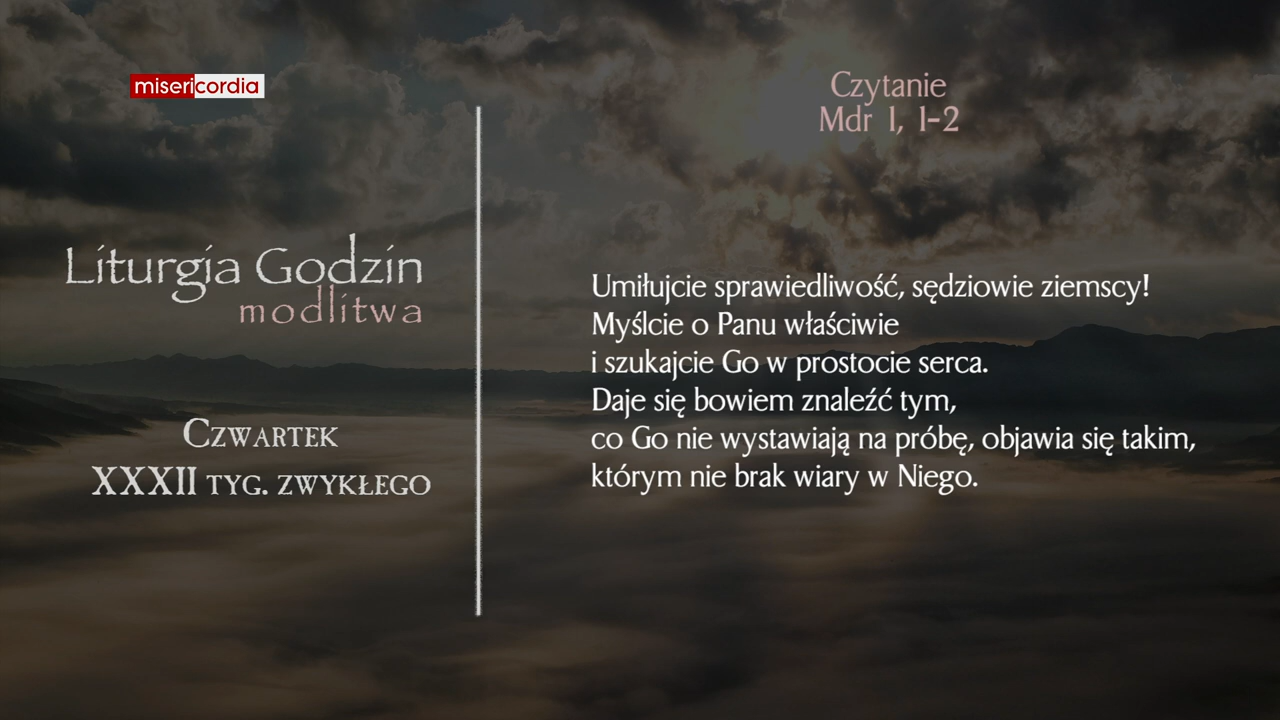 misericordia
Liturgia Godzin
modlitwa
Czwartek
XXXII tyg. zwykłego
Czytanie
Mdr 1, 1-2
Umiłujcie sprawiedliwość, sędziowie ziemscy!
Myślcie o Panu właściwie
i szukajcie Go w prostocie serca.
Daje się bowiem znaleźć tym,
co Go nie wystawiają na próbę, objawia się takim,
którym nie brak wiary w Niego.